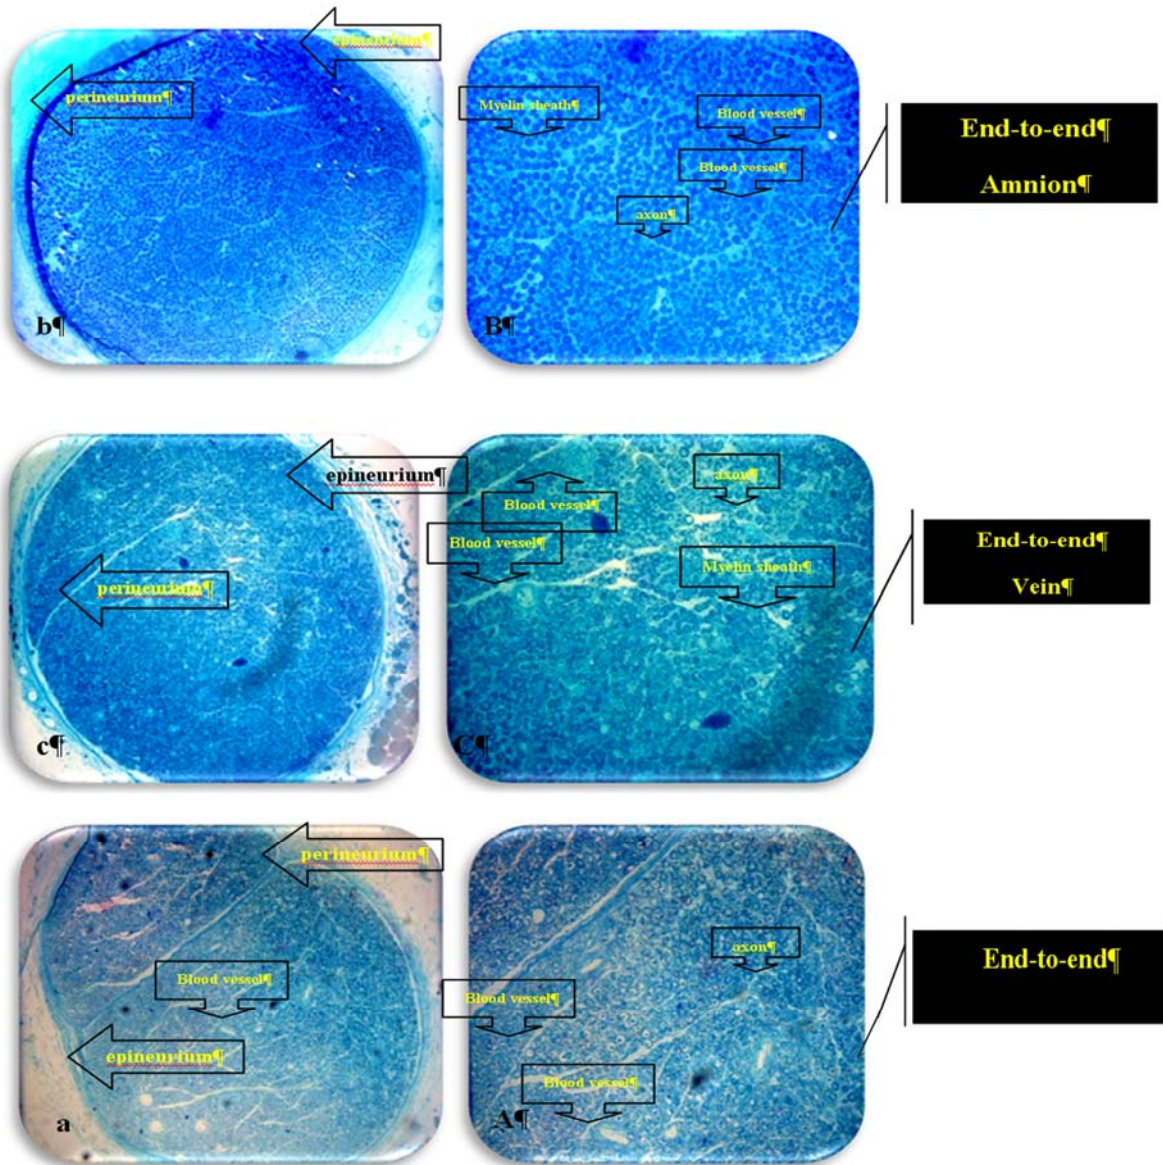 epineurium¶
perineurium¶
b¶
Myelin sheath¶
Blood vessel¶
Blood vessel¶
axon¶
B¶
End-to-end¶
Amnion¶
epineurium¶
perineurium¶
c¶
axon¶
Blood vessel¶
Blood vessel¶
Myelin sheath¶
C¶
End-to-end¶
Vein¶
perineurium¶
Blood vessel¶
epineurium¶
a
axon¶
Blood vessel¶
Blood vessel¶
A¶
End-to-end¶